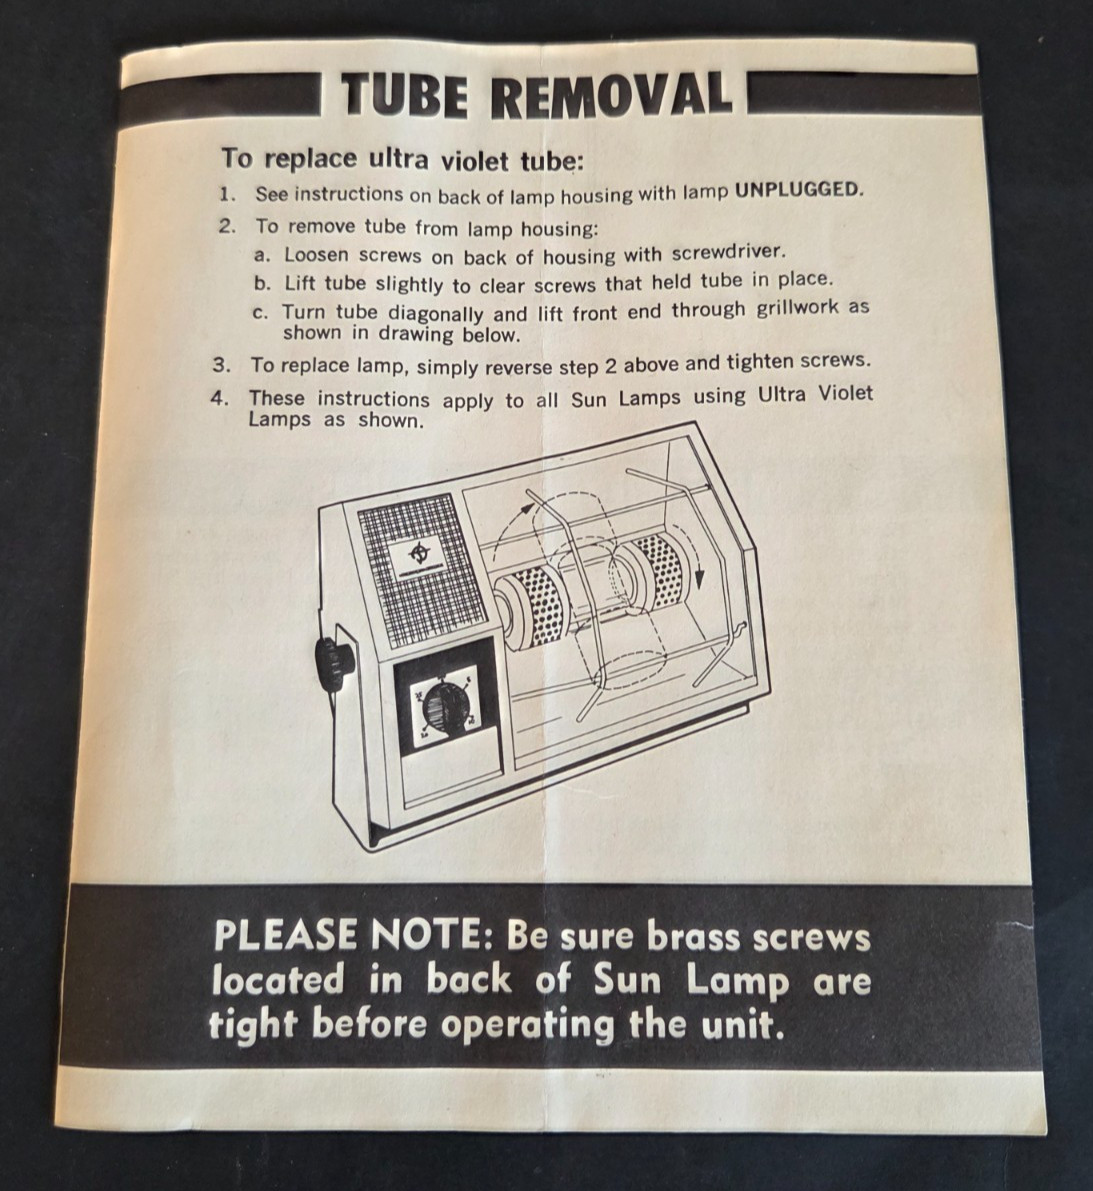 TUBE REMOVAL
To replace ultra violet tube:
1. See instructions on back of lamp housing with lamp UNPLUGGED.
2. To remove tube from lamp housing:
a. Loosen screws on back of housing with screwdriver.
b. Lift tube slightly to clear screws that held tube in place.
c. Turn tube diagonally and lift front end through grillwork as
shown in drawing below.
3. To replace lamp, simply reverse step 2 above and tighten screws.
4. These instructions apply to all Sun Lamps using Ultra Violet
Lamps as shown.
PLEASE NOTE: Be sure brass screws
located in back of Sun Lamp are
tight before operating the unit.